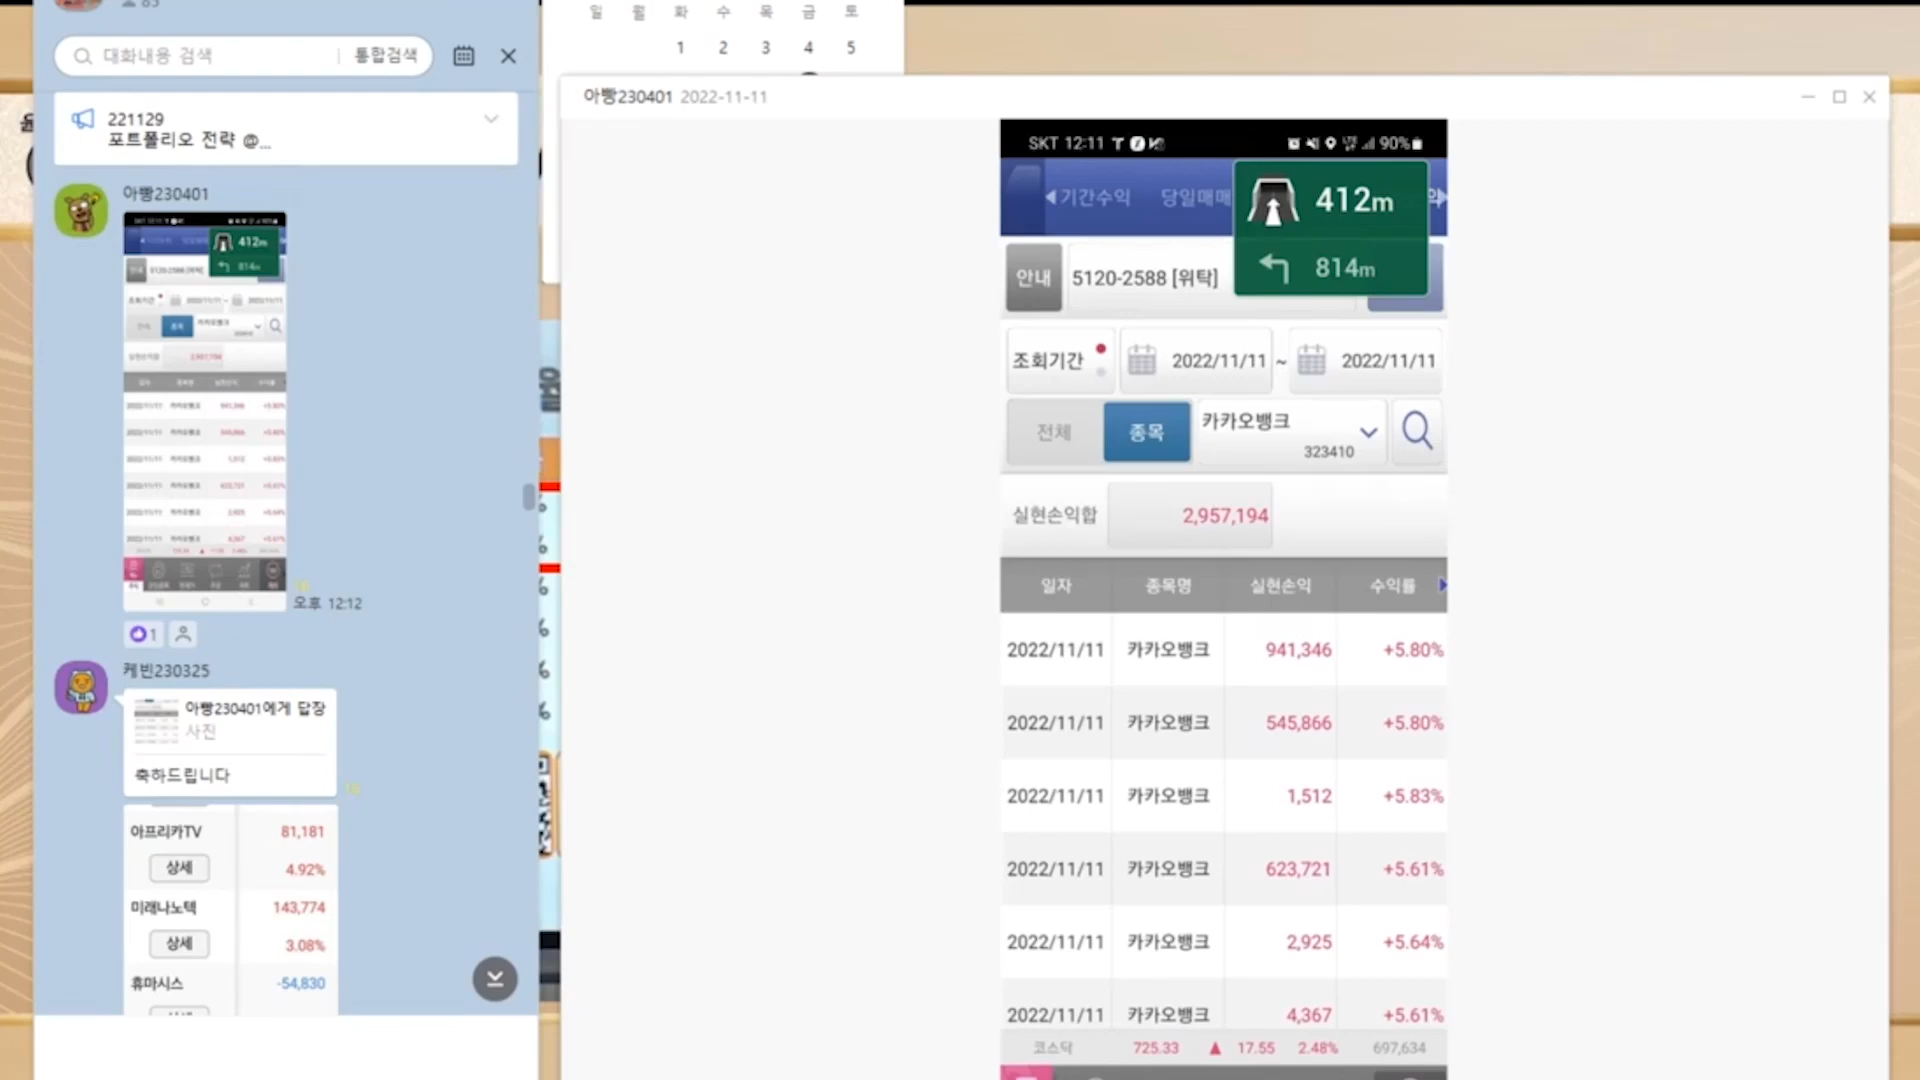 85
대화내용 검색
통합검색
일 월 화 수 목 금 토
1 2 3 4 5
221129
포트폴리오 전략 @...
아빵230401
오후 12:12
1
케빈230325
아빵230401에게 답장
사진
축하드립니다
아프리카TV 81,181
상세 4.92%
미래나노텍 143,774
상세 3.08%
휴마시스 -54,830
아빵230401 2022-11-11
SKT 12:11 90%
기간수익 당일매매
412m
814m
안내 5120-2588 [위탁]
조회기간 2022/11/11 ~ 2022/11/11
전체 종목 카카오뱅크
323410
실현손익합 2,957,194
일자 종목명 실현손익 수익률
2022/11/11 카카오뱅크 941,346 +5.80%
2022/11/11 카카오뱅크 545,866 +5.80%
2022/11/11 카카오뱅크 1,512 +5.83%
2022/11/11 카카오뱅크 623,721 +5.61%
2022/11/11 카카오뱅크 2,925 +5.64%
2022/11/11 카카오뱅크 4,367 +5.61%
코스닥 725.33 ▲ 17.55 2.48% 697,634